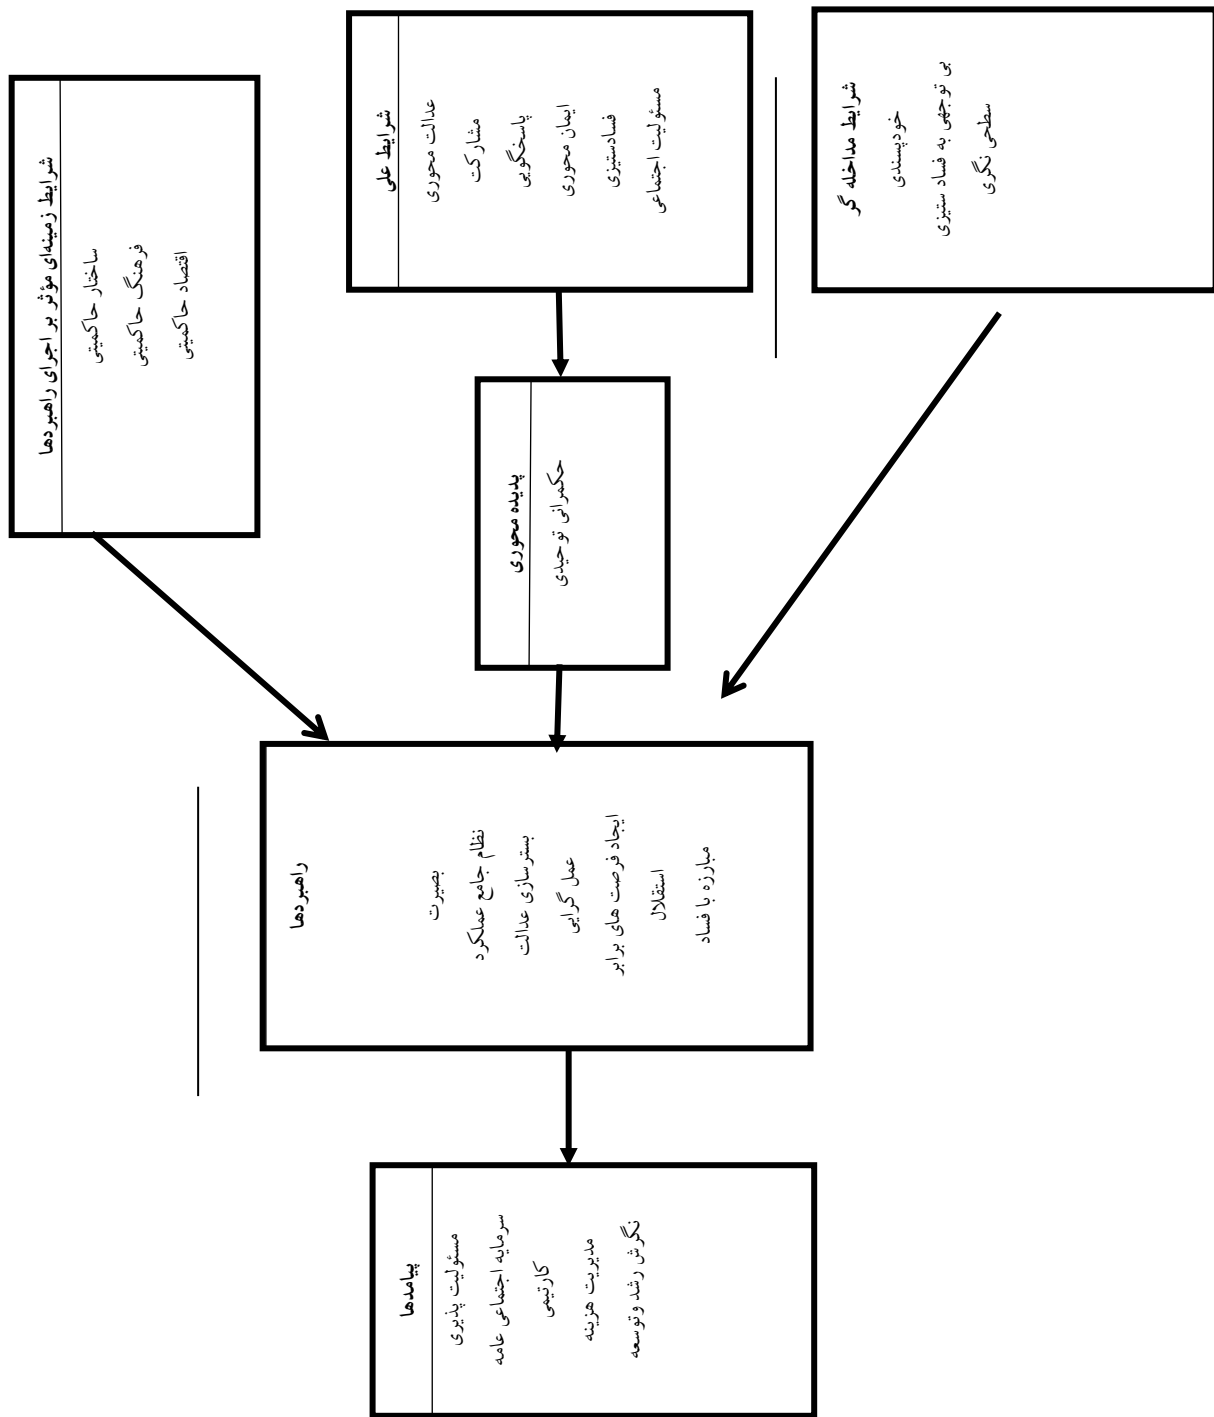 شرایط مداخله گر
خودپسندی
بی توجهی به فساد ستیزی
سطحی نگری
شرایط علی
عدالت محوری
مشارکت
پاسخگویی
ایمان محوری
فسادستیزی
مسئولیت اجتماعی
شرایط زمینه‌ای مؤثر بر اجرای راهبردها
ساختار حاکمیتی
فرهنگ حاکمیتی
اقتصاد حاکمیتی
پدیده محوری
حکمرانی توحیدی
راهبردها
بصیرت
نظام جامع عملکرد
بسترسازی عدالت
عمل گرایی
ایجاد فرصت های برابر
استقلال
مبارزه با فساد
پیامدها
مسئولیت پذیری
سرمایه اجتماعی عامه
کارتیمی
مدیریت هزینه
نگرش رشد وتوسعه